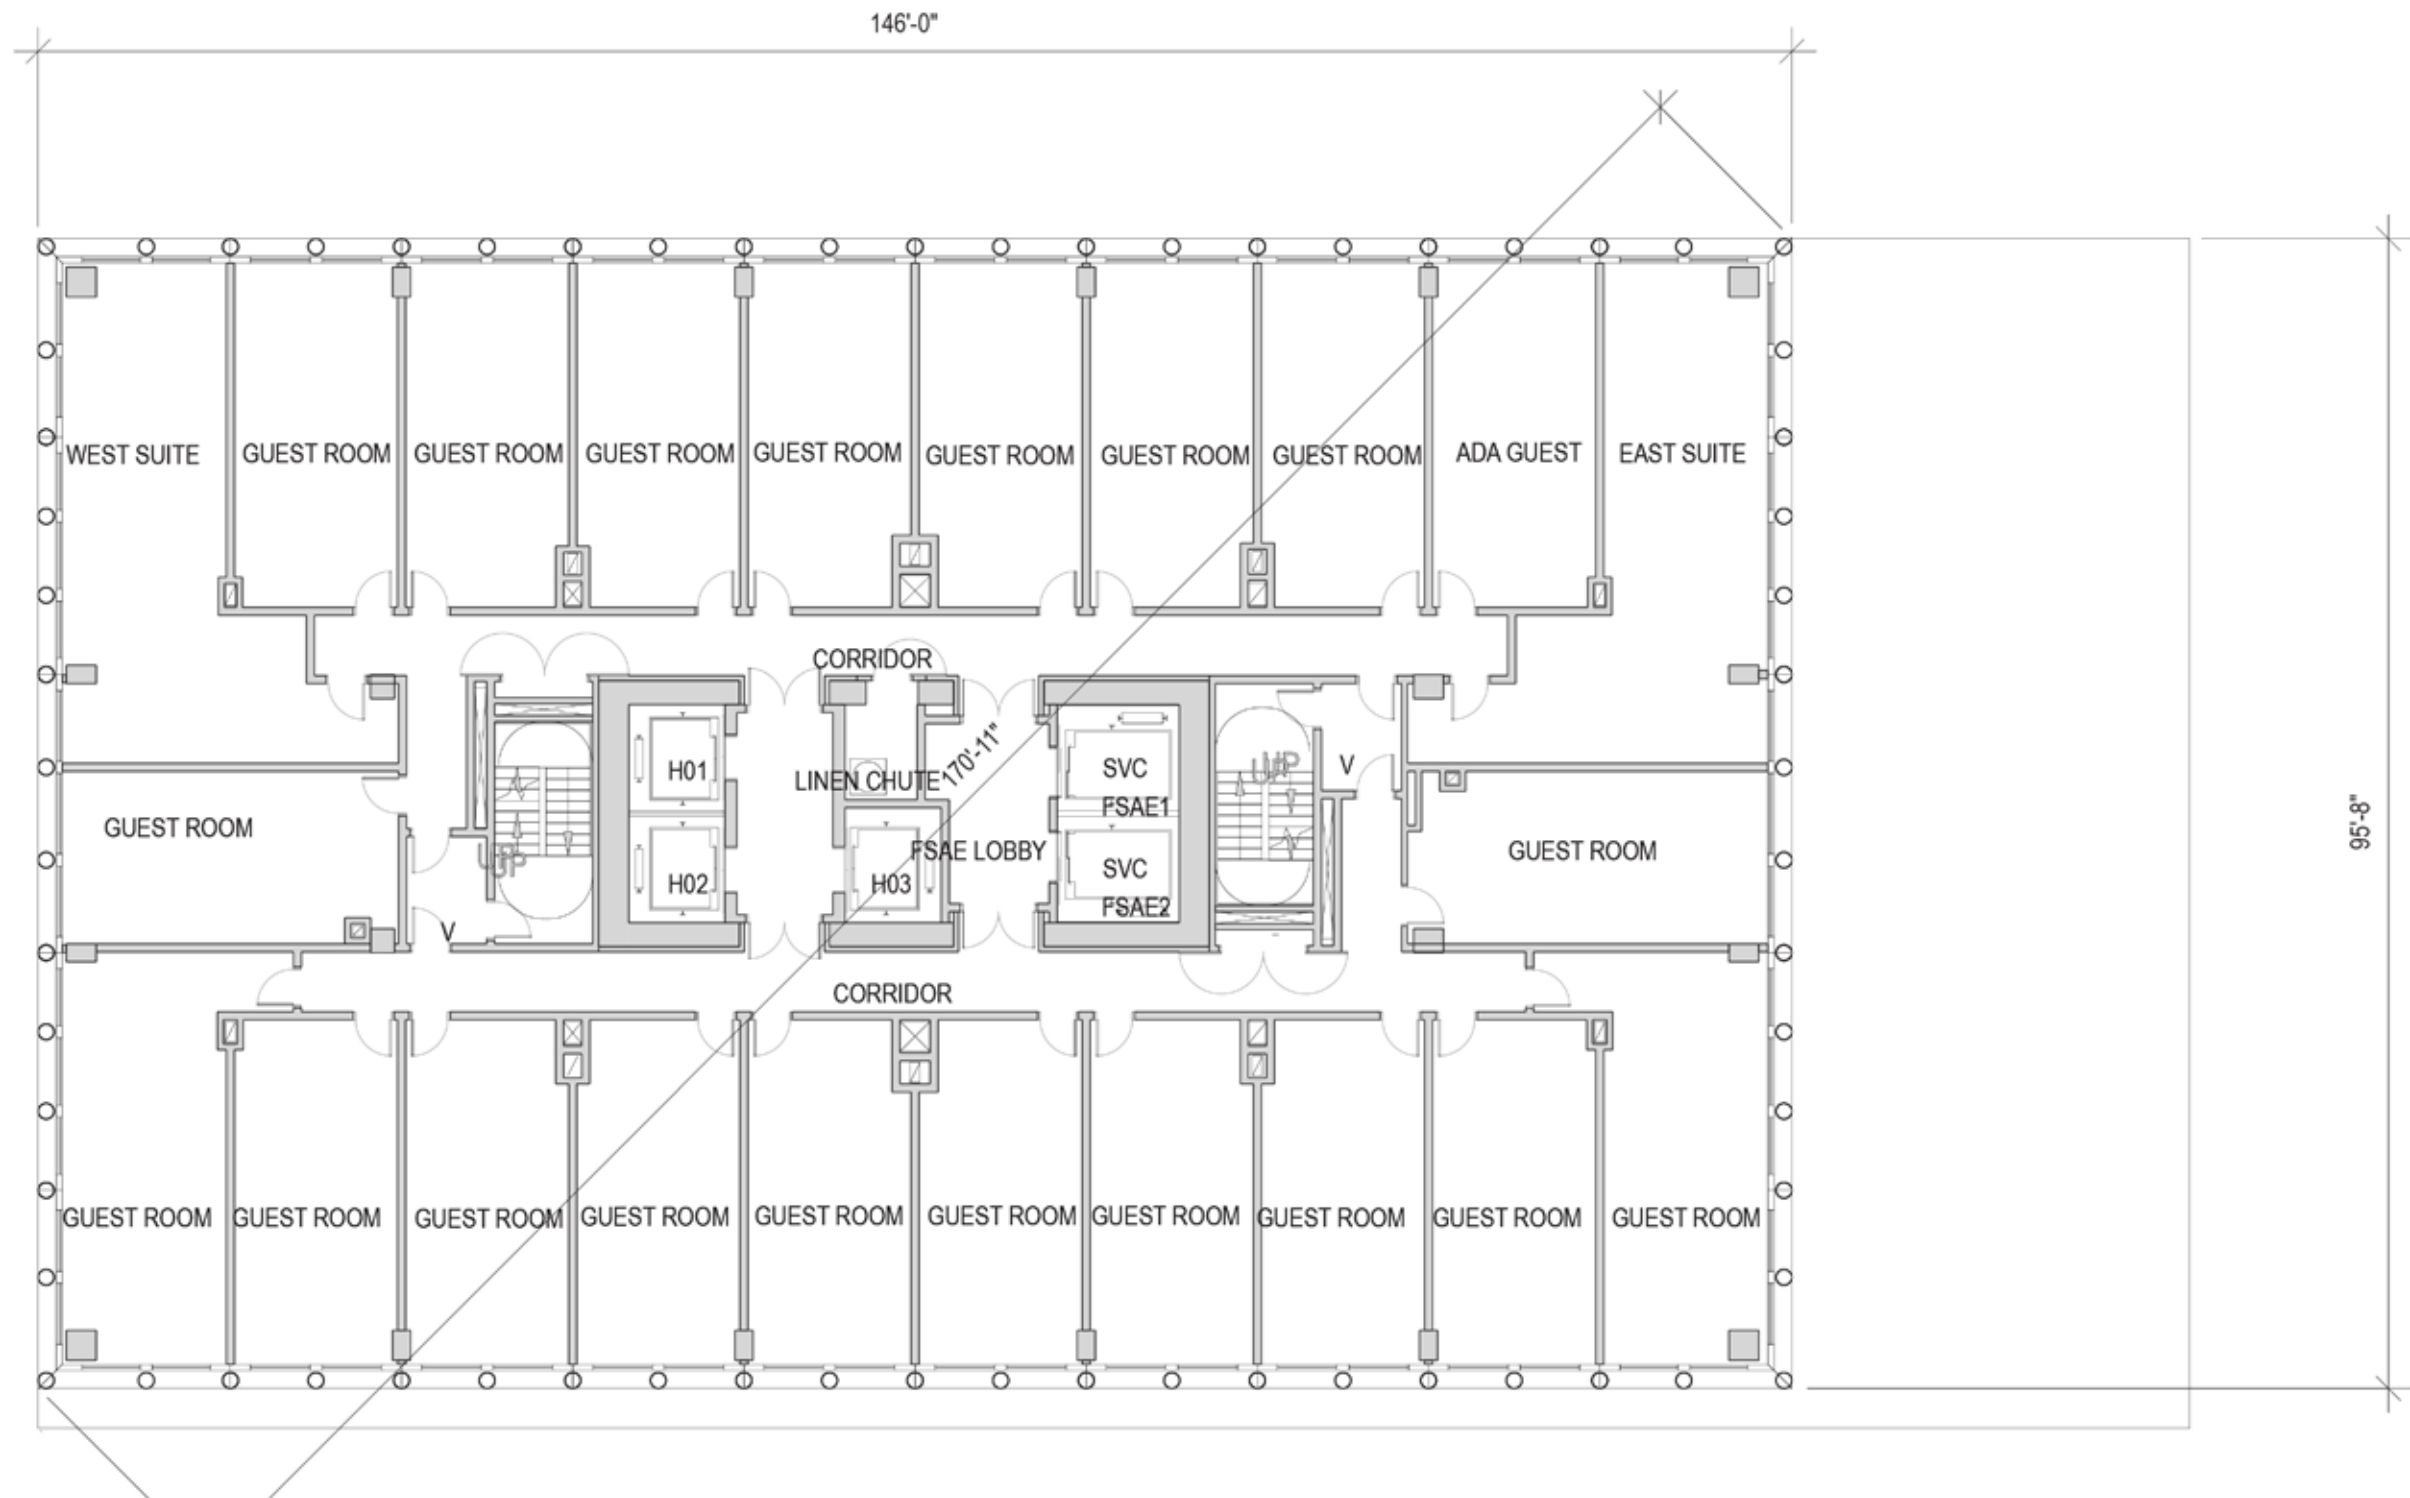 146'-0"
WEST SUITE
GUEST ROOM
GUEST ROOM
GUEST ROOM
GUEST ROOM
GUEST ROOM
GUEST ROOM
GUEST ROOM
ADA GUEST
EAST SUITE
CORRIDOR
170'-11"
H01
LINEN CHUTE
SVC
FSAE1
UP
V
GUEST ROOM
UP
H02
H03
FSAE LOBBY
SVC
FSAE2
GUEST ROOM
95'-8"
V
CORRIDOR
GUEST ROOM
GUEST ROOM
GUEST ROOM
GUEST ROOM
GUEST ROOM
GUEST ROOM
GUEST ROOM
GUEST ROOM
GUEST ROOM
GUEST ROOM